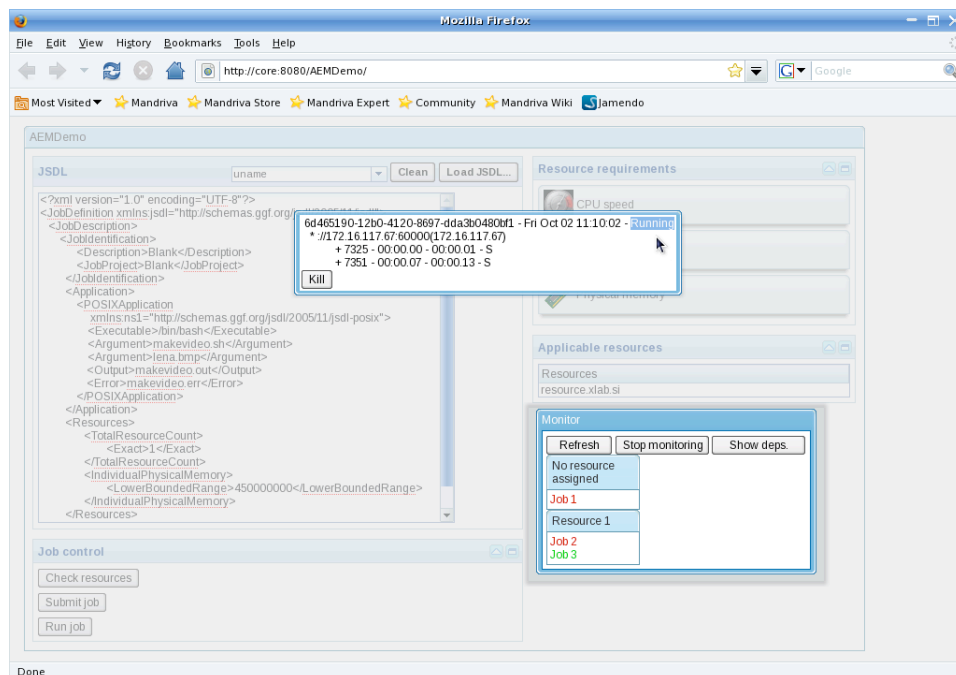 Mozilla Firefox
File Edit View History Bookmarks Tools Help
http://core:8080/AEMDemo/
G Google
Most Visited Mandriva Mandriva Store Mandriva Expert Community Mandriva Wiki Jamendo
AEMDemo
JSDL uname Clean Load JSDL...
<?xml version="1.0" encoding="UTF-8"?>
<JobDefinition xmlns:jsdl="http://schemas.ggf.org/
<JobDescription>
<JobIdentification>
<Description>Blank</Description>
<JobProject>Blank</JobProject>
</JobIdentification>
<Application>
<POSIXApplication
xmlns:ns1="http://schemas.ggf.org/jsdl/2005/11/jsdl-posix">
<Executable>/bin/bash</Executable>
<Argument>makevideo.sh</Argument>
<Argument>lena.bmp</Argument>
<Output>makevideo.out</Output>
<Error>makevideo.err</Error>
</POSIXApplication>
</Application>
<Resources>
<TotalResourceCount>
<Exact>1</Exact>
</TotalResourceCount>
<IndividualPhysicalMemory>
<LowerBoundedRange>450000000</LowerBoundedRange>
</IndividualPhysicalMemory>
</Resources>
6d465190-12b0-4120-8697-dda3b0480bf1 - Fri Oct 02 11:10:02 - Running
* ://172.16.117.67:60000(172.16.117.67)
+ 7325 - 00:00.00 - 00:00.01 - S
+ 7351 - 00:00.07 - 00:00.13 - S
Kill
Resource requirements
CPU speed
Physical memory
Applicable resources
Resources
resource.xlab.si
Monitor
Refresh Stop monitoring Show deps.
No resource
assigned
Job 1
Resource 1
Job 2
Job 3
Job control
Check resources
Submit job
Run job
Done